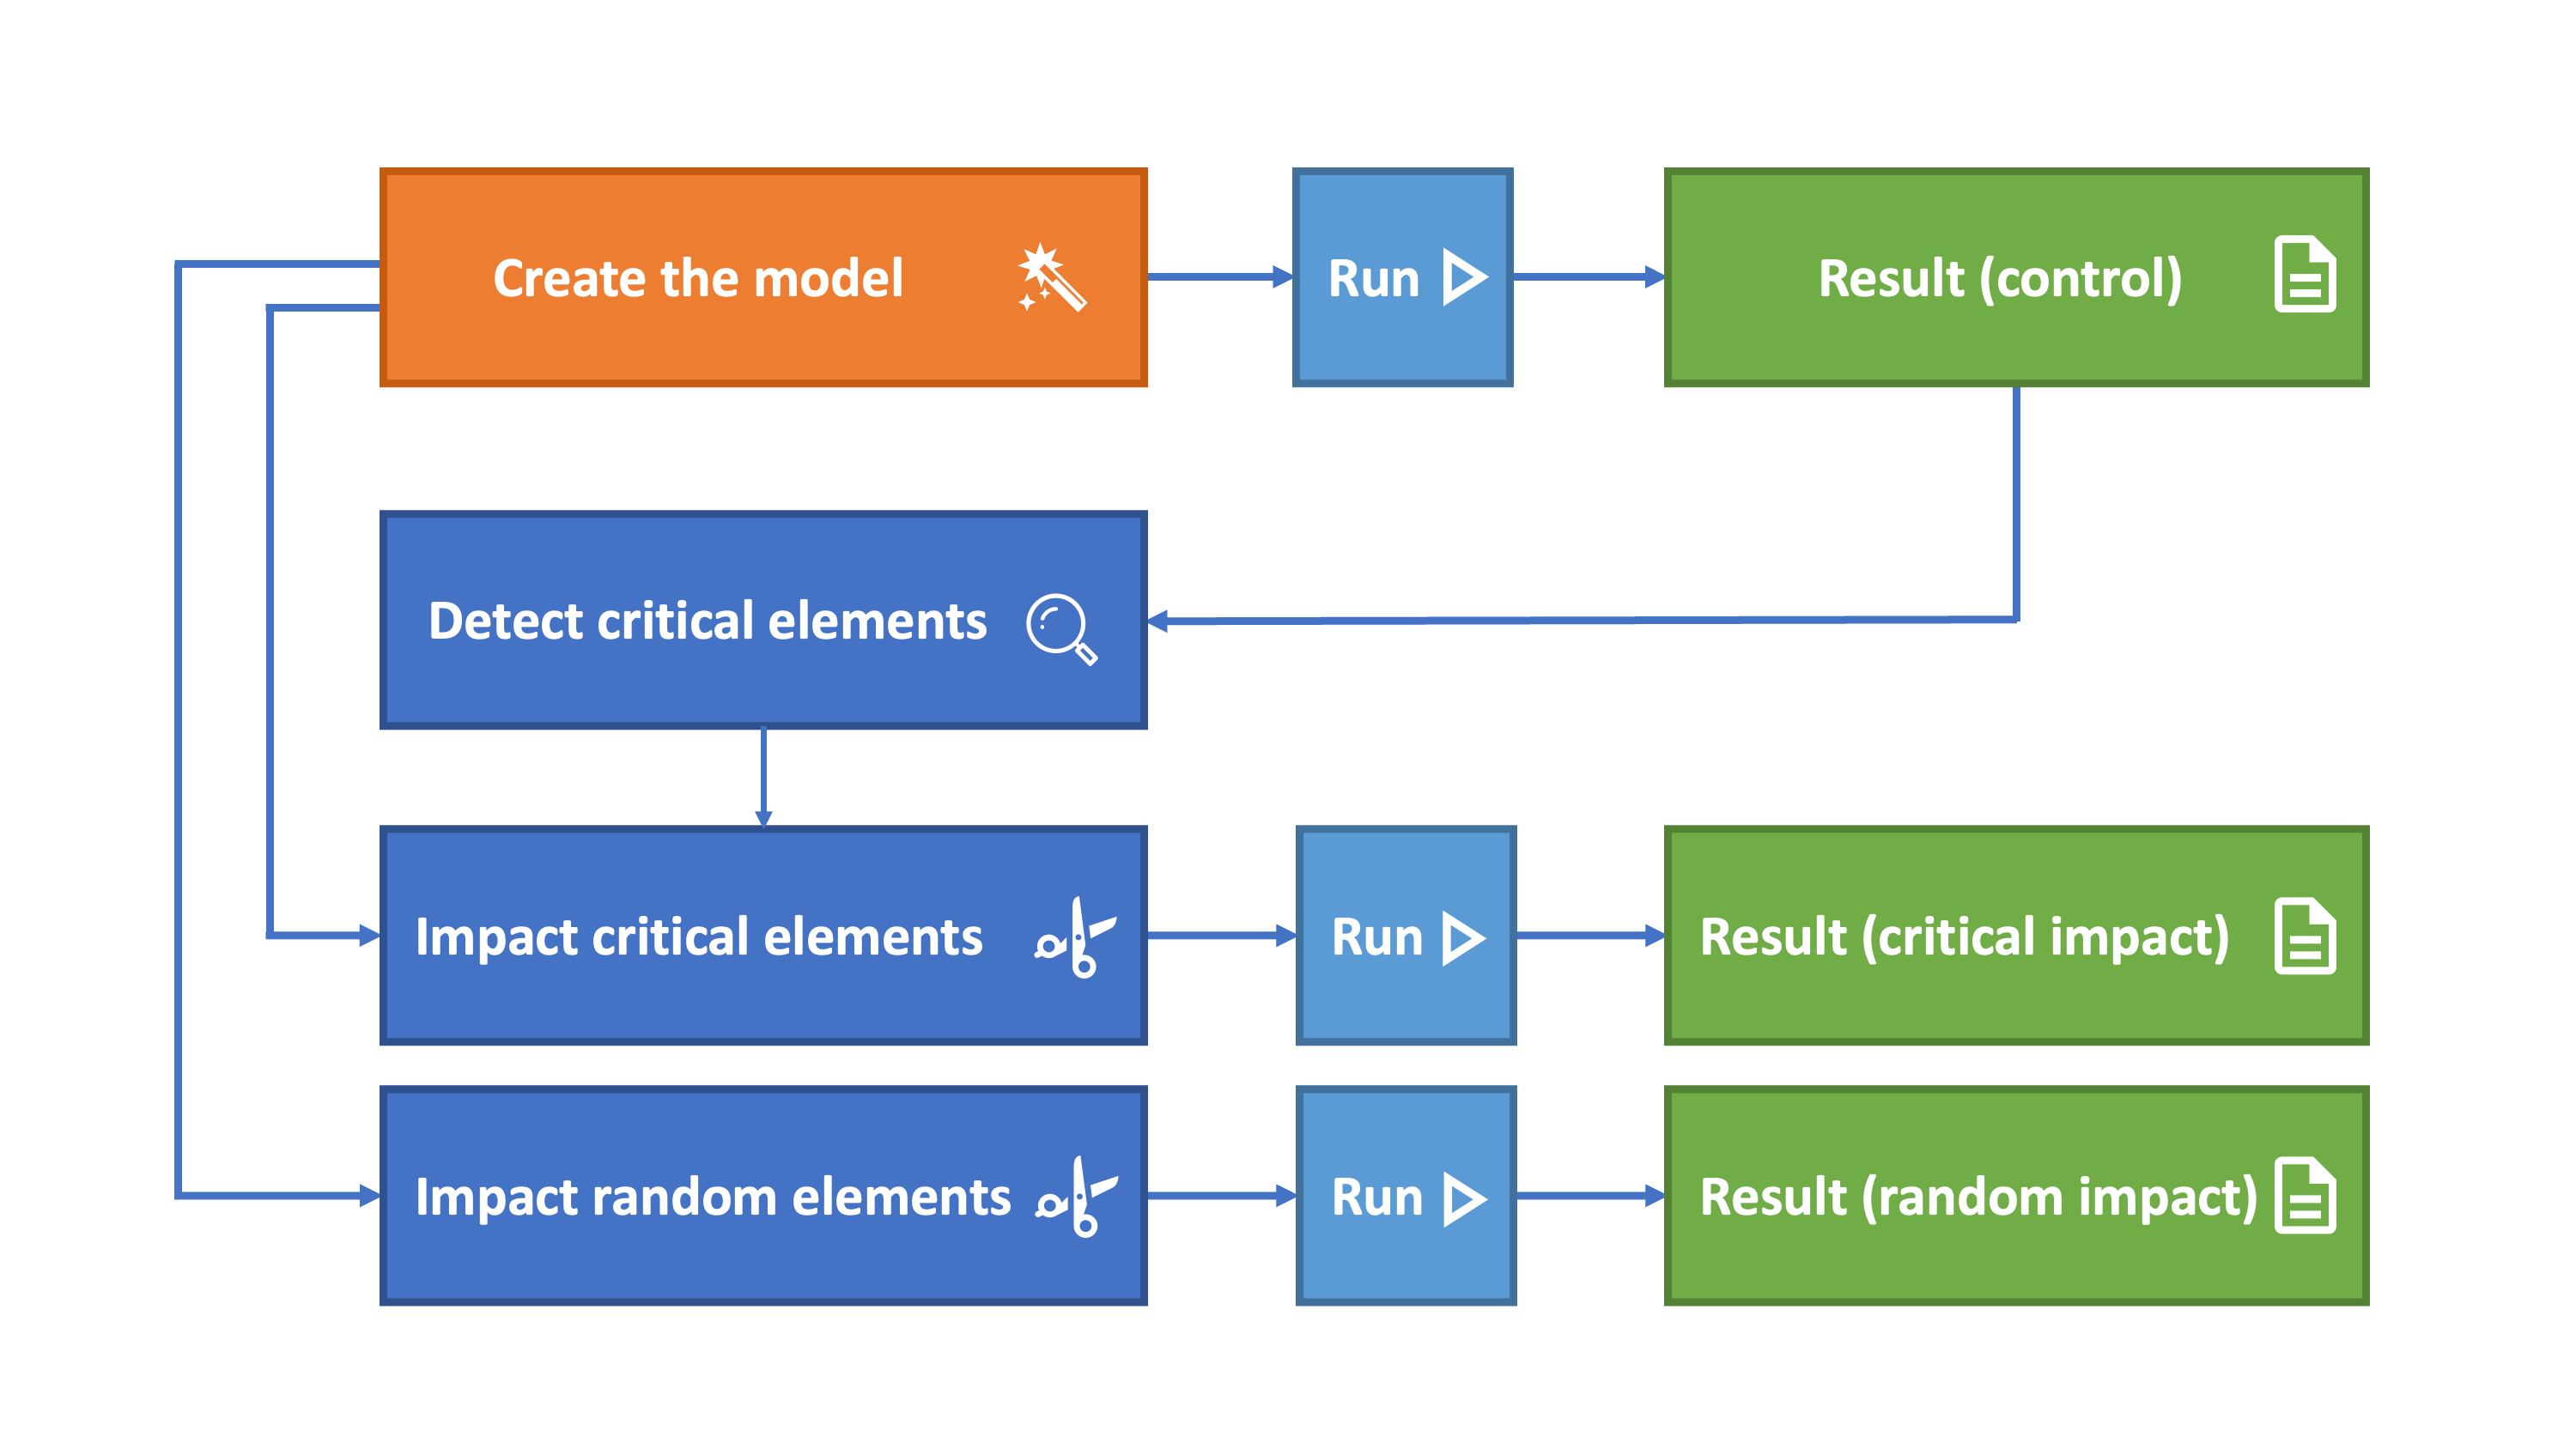 Create the model
Run
Result (control)
Detect critical elements
Impact critical elements
Run
Result (critical impact)
Impact random elements
Run
Result (random impact)